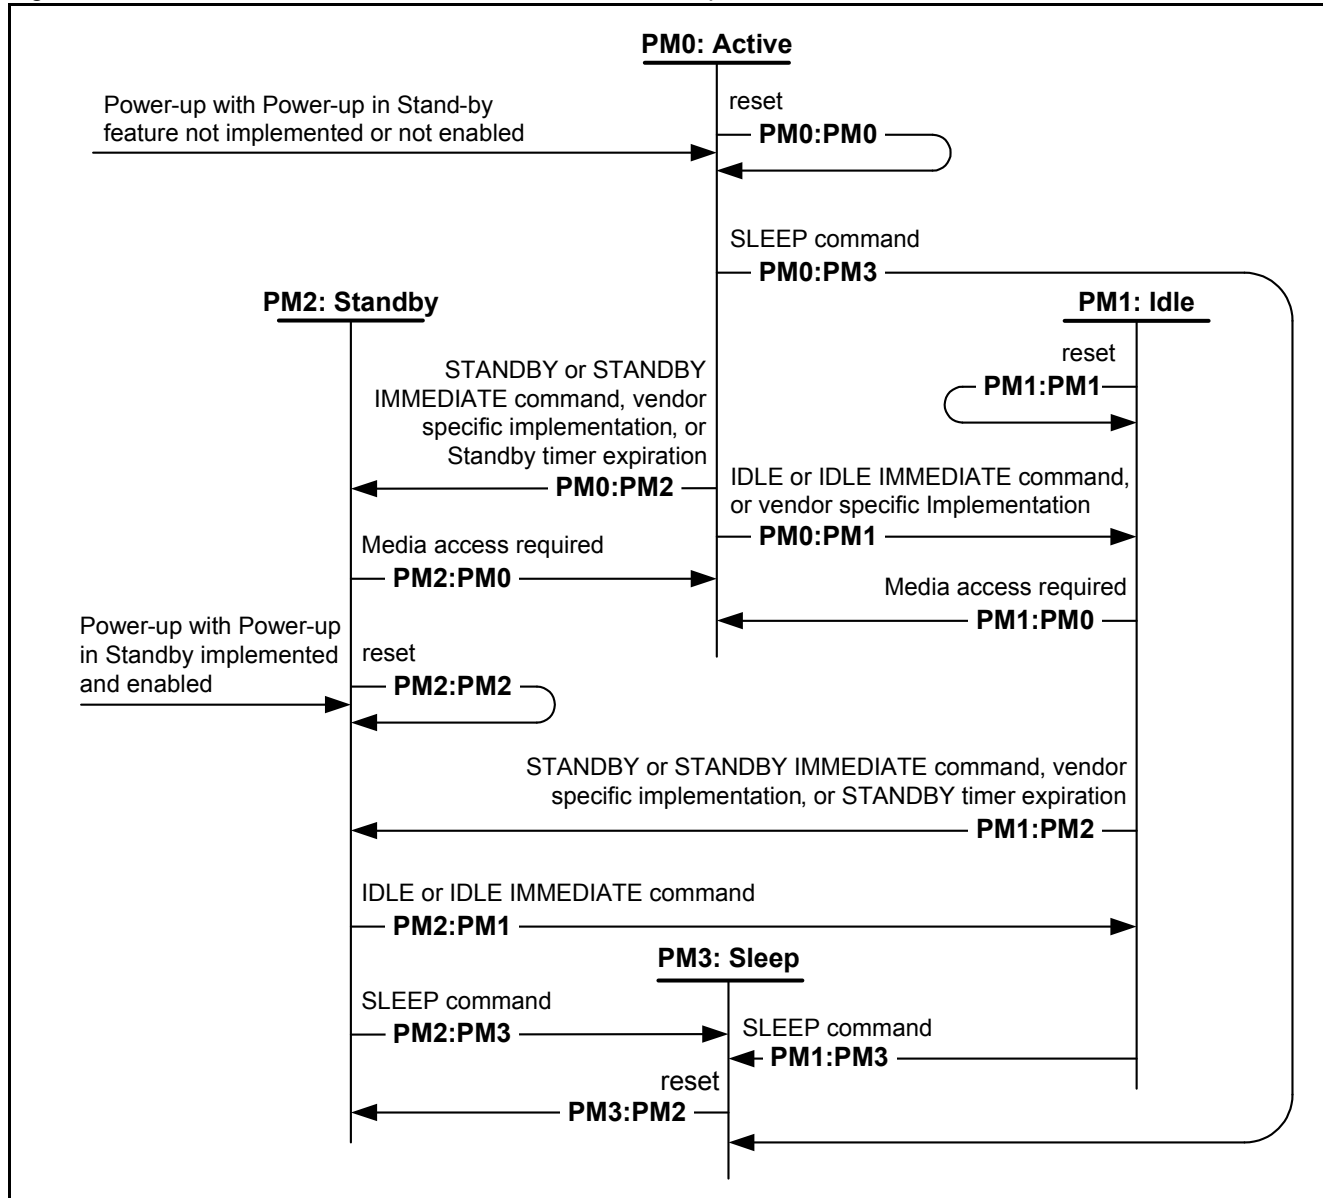 PM0: Active
Power-up with Power-up in Stand-by
feature not implemented or not enabled
reset
PM0:PM0
SLEEP command
PM0:PM3
PM2: Standby
PM1: Idle
reset
PM1:PM1
STANDBY or STANDBY
IMMEDIATE command, vendor
specific implementation, or
Standby timer expiration
PM0:PM2
IDLE or IDLE IMMEDIATE command,
or vendor specific Implementation
PM0:PM1
Media access required
PM2:PM0
Media access required
PM1:PM0
Power-up with Power-up
in Standby implemented
and enabled
reset
PM2:PM2
STANDBY or STANDBY IMMEDIATE command, vendor
specific implementation, or STANDBY timer expiration
PM1:PM2
IDLE or IDLE IMMEDIATE command
PM2:PM1
PM3: Sleep
SLEEP command
PM2:PM3
SLEEP command
PM1:PM3
reset
PM3:PM2